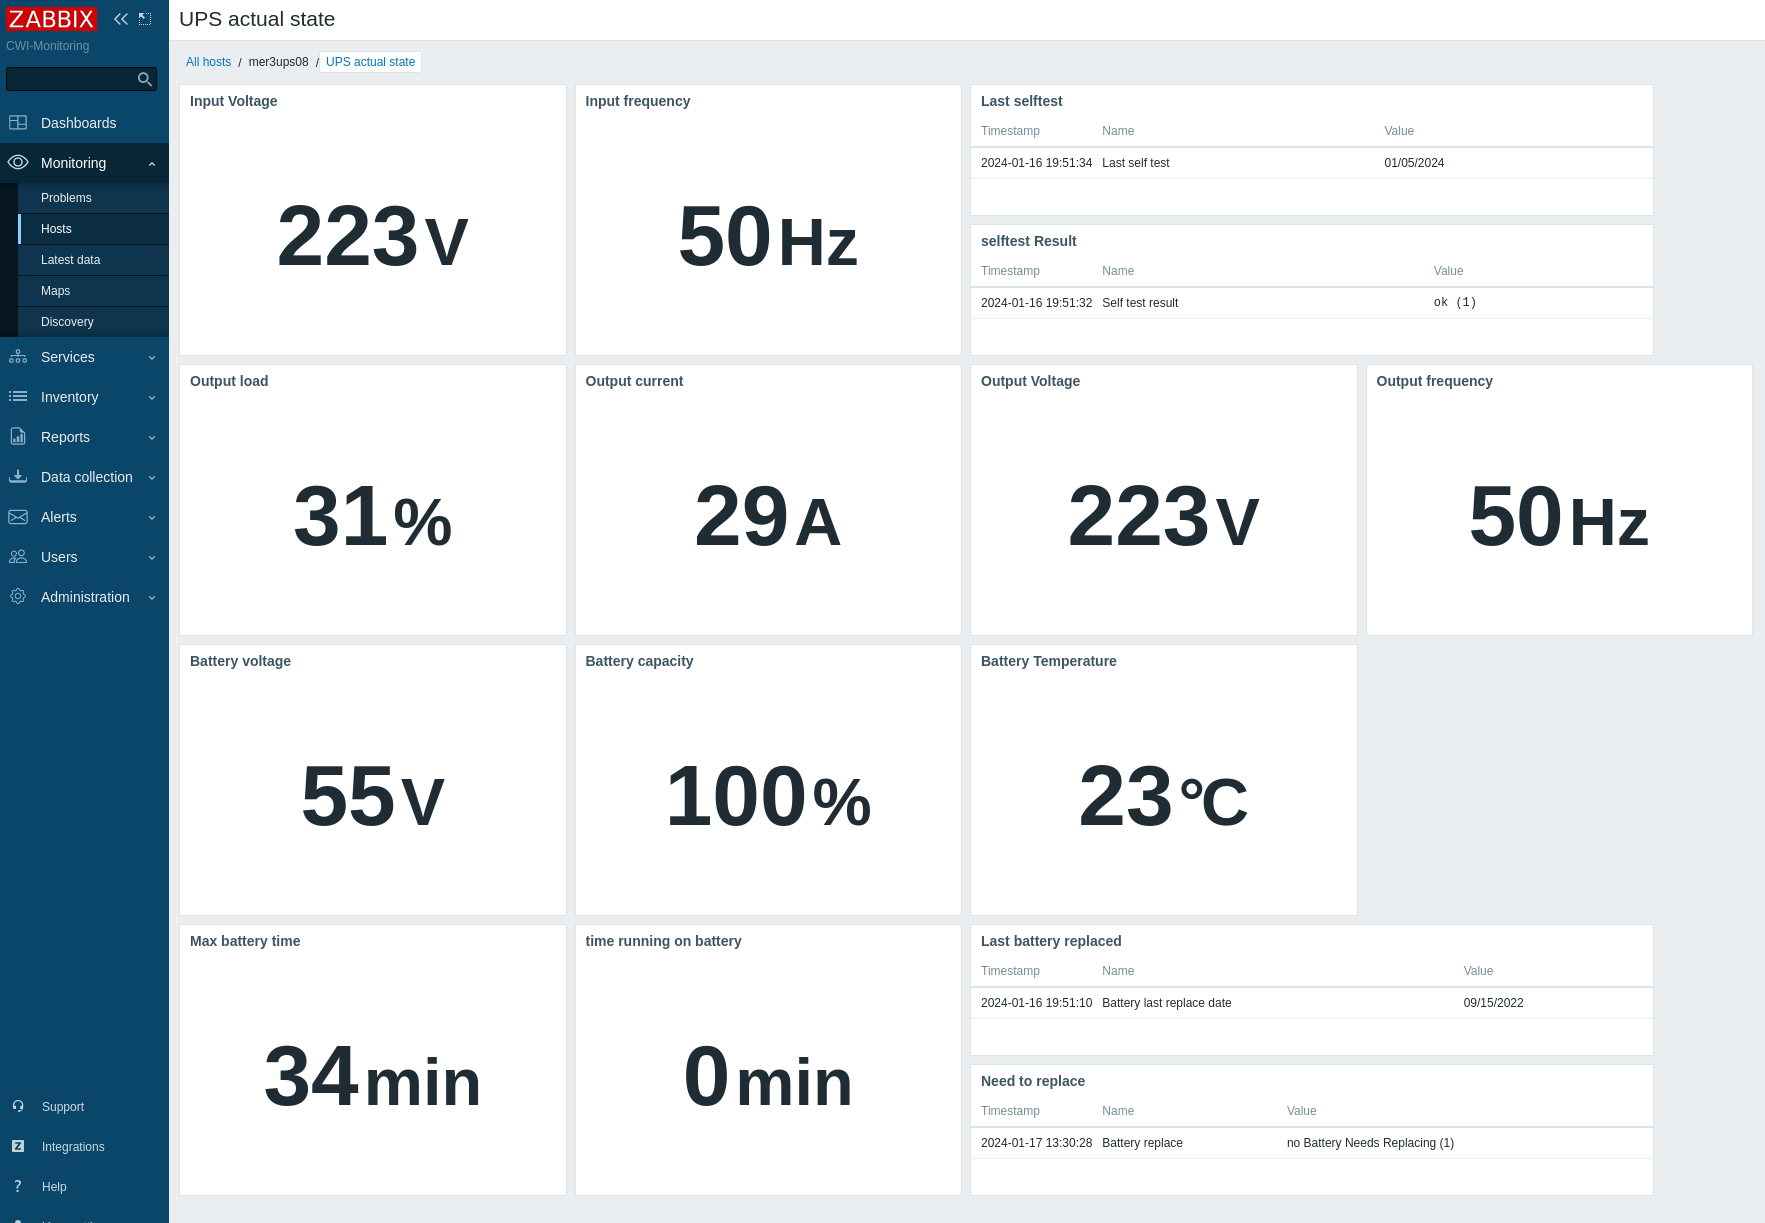 ZABBIX
CWI-Monitoring
Dashboards
Monitoring
Problems
Hosts
Latest data
Maps
Discovery
Services
Inventory
Reports
Data collection
Alerts
Users
Administration
Support
Integrations
Help
UPS actual state
All hosts / mer3ups08 / UPS actual state
Input Voltage
223 V
Input frequency
50 Hz
Last selftest
Timestamp Name Value
2024-01-16 19:51:34 Last self test 01/05/2024
selftest Result
Timestamp Name Value
2024-01-16 19:51:32 Self test result ok (1)
Output load
31 %
Output current
29 A
Output Voltage
223 V
Output frequency
50 Hz
Battery voltage
55 V
Battery capacity
100 %
Battery Temperature
23 °C
Max battery time
34 min
time running on battery
0 min
Last battery replaced
Timestamp Name Value
2024-01-16 19:51:10 Battery last replace date 09/15/2022
Need to replace
Timestamp Name Value
2024-01-17 13:30:28 Battery replace no Battery Needs Replacing (1)